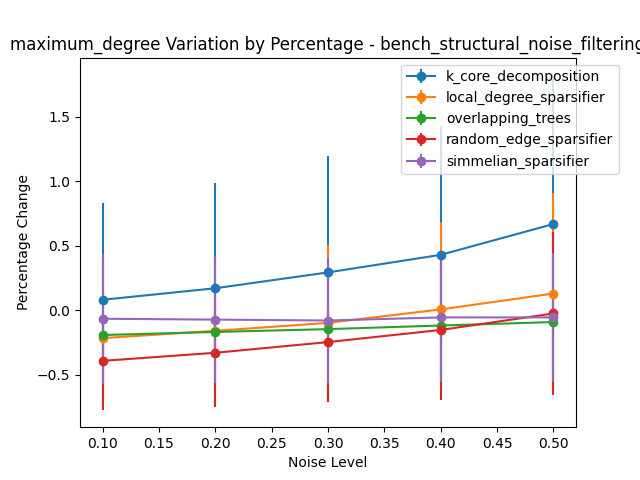 maximum_degree Variation by Percentage - bench_structural_noise_filtering
k_core_decomposition
local_degree_sparsifier
overlapping_trees
random_edge_sparsifier
simmelian_sparsifier
Percentage Change
1.5
1.0
0.5
0.0
−0.5
0.10 0.15 0.20 0.25 0.30 0.35 0.40 0.45 0.50
Noise Level